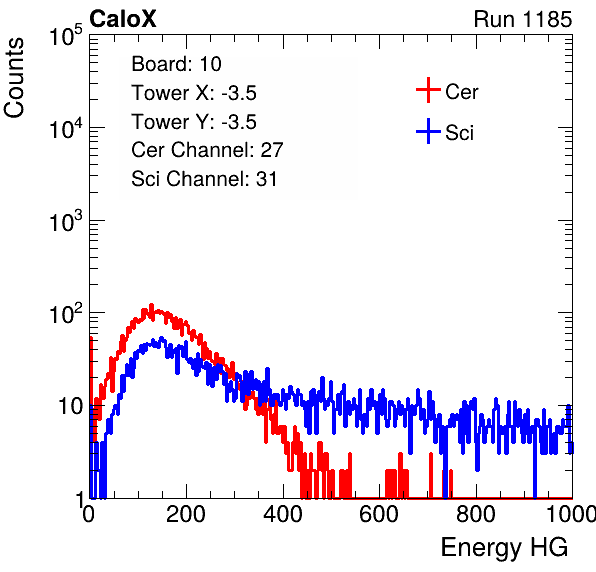 CaloX Run 1185
Counts
10^5
10^4
10^3
10^2
10
1
Board: 10
Tower X: -3.5
Tower Y: -3.5
Cer Channel: 27
Sci Channel: 31
Cer
Sci
0 200 400 600 800 1000
Energy HG